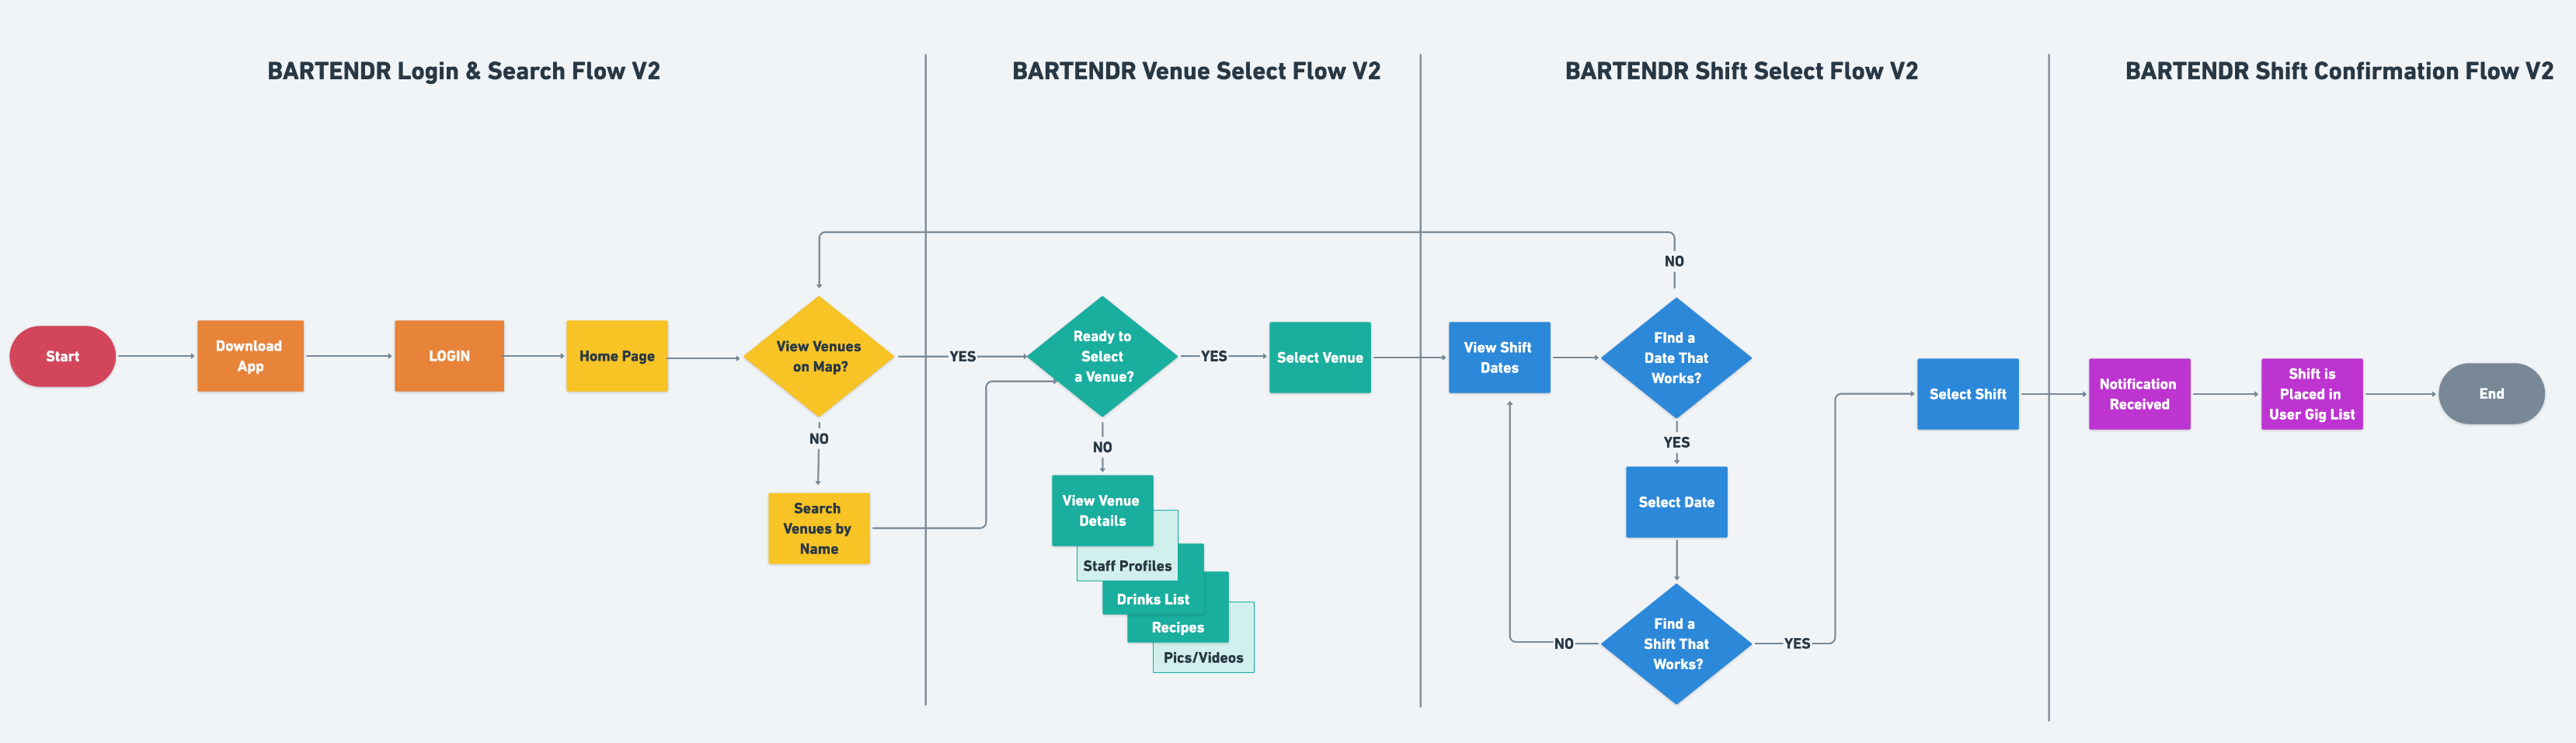 BARTENDR Login & Search Flow V2
BARTENDR Venue Select Flow V2
BARTENDR Shift Select Flow V2
BARTENDR Shift Confirmation Flow V2
Start
Download
App
LOGIN
Home Page
View Venues
on Map?
NO
Search
Venues by
Name
YES
Ready to
Select
a Venue?
NO
View Venue
Details
Staff Profiles
Drinks List
Recipes
Pics/Videos
YES
Select Venue
View Shift
Dates
NO
FInd a
Date That
Works?
YES
Select Date
Find a
Shift That
Works?
NO
YES
Select Shift
Notification
Received
Shift is
Placed in
User Gig List
End